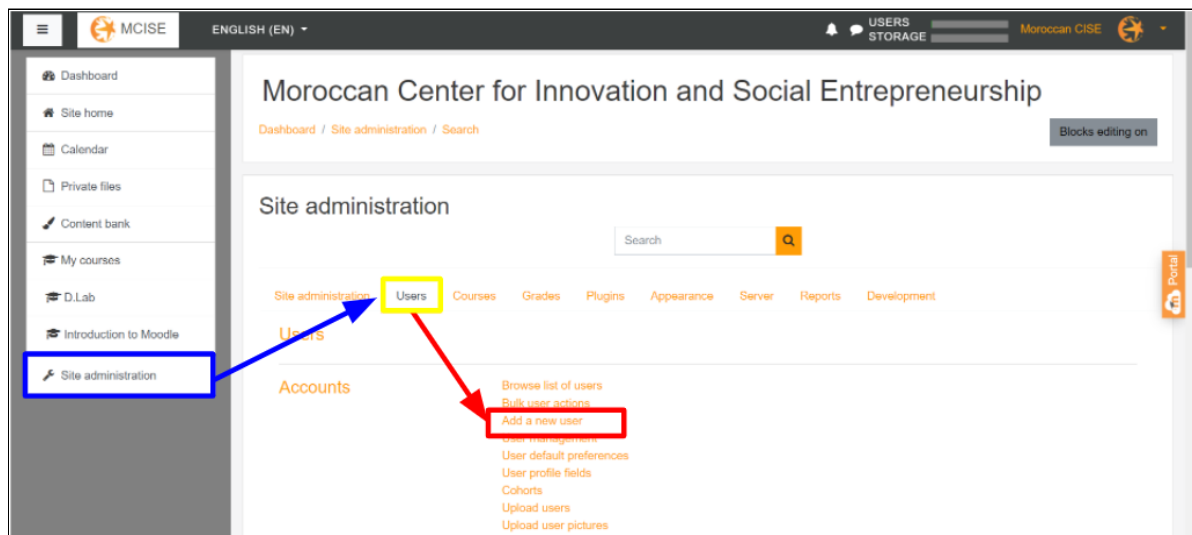 MCISE
ENGLISH (EN)
USERS
STORAGE
Moroccan CISE
Dashboard
Site home
Calendar
Private files
Content bank
My courses
D.Lab
Introduction to Moodle
Site administration
Moroccan Center for Innovation and Social Entrepreneurship
Dashboard / Site administration / Search
Blocks editing on
Site administration
Search
Portal
Site administration Users Courses Grades Plugins Appearance Server Reports Development
Users
Accounts
Browse list of users
Bulk user actions
Add a new user
User management
User default preferences
User profile fields
Cohorts
Upload users
Upload user pictures